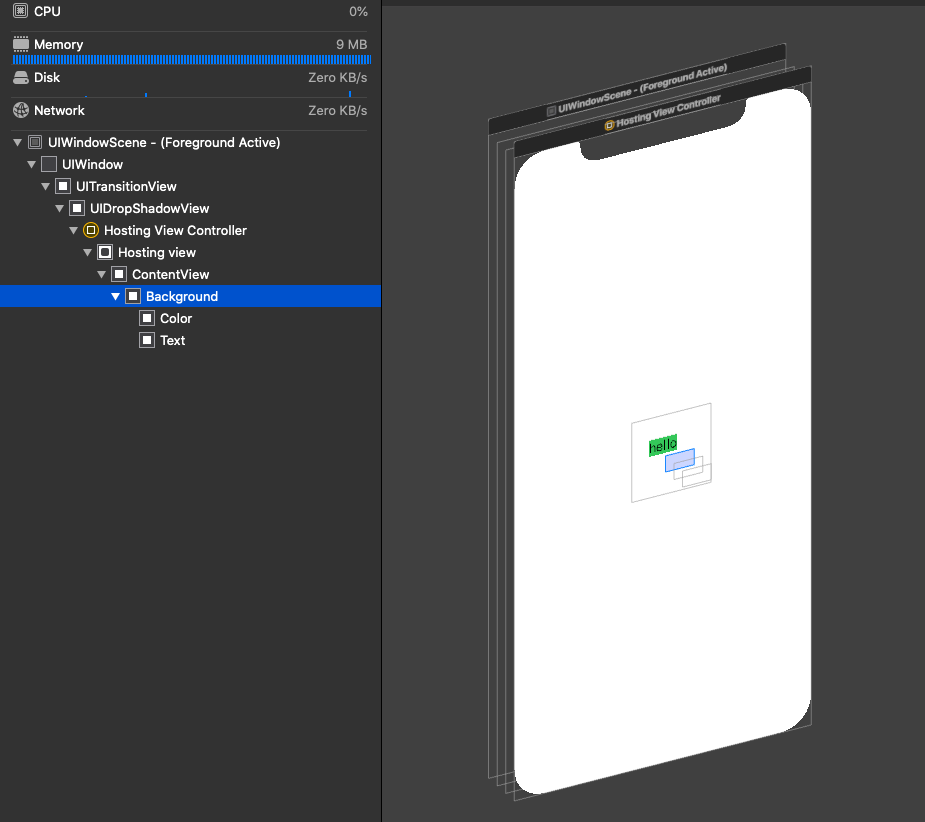 CPU 0%
Memory 9 MB
Disk Zero KB/s
Network Zero KB/s
UIWindowScene - (Foreground Active)
UIWindow
UITransitionView
UIDropShadowView
Hosting View Controller
Hosting view
ContentView
Background
Color
Text
UIWindowScene - (Foreground Active)
Hosting View Controller
hello